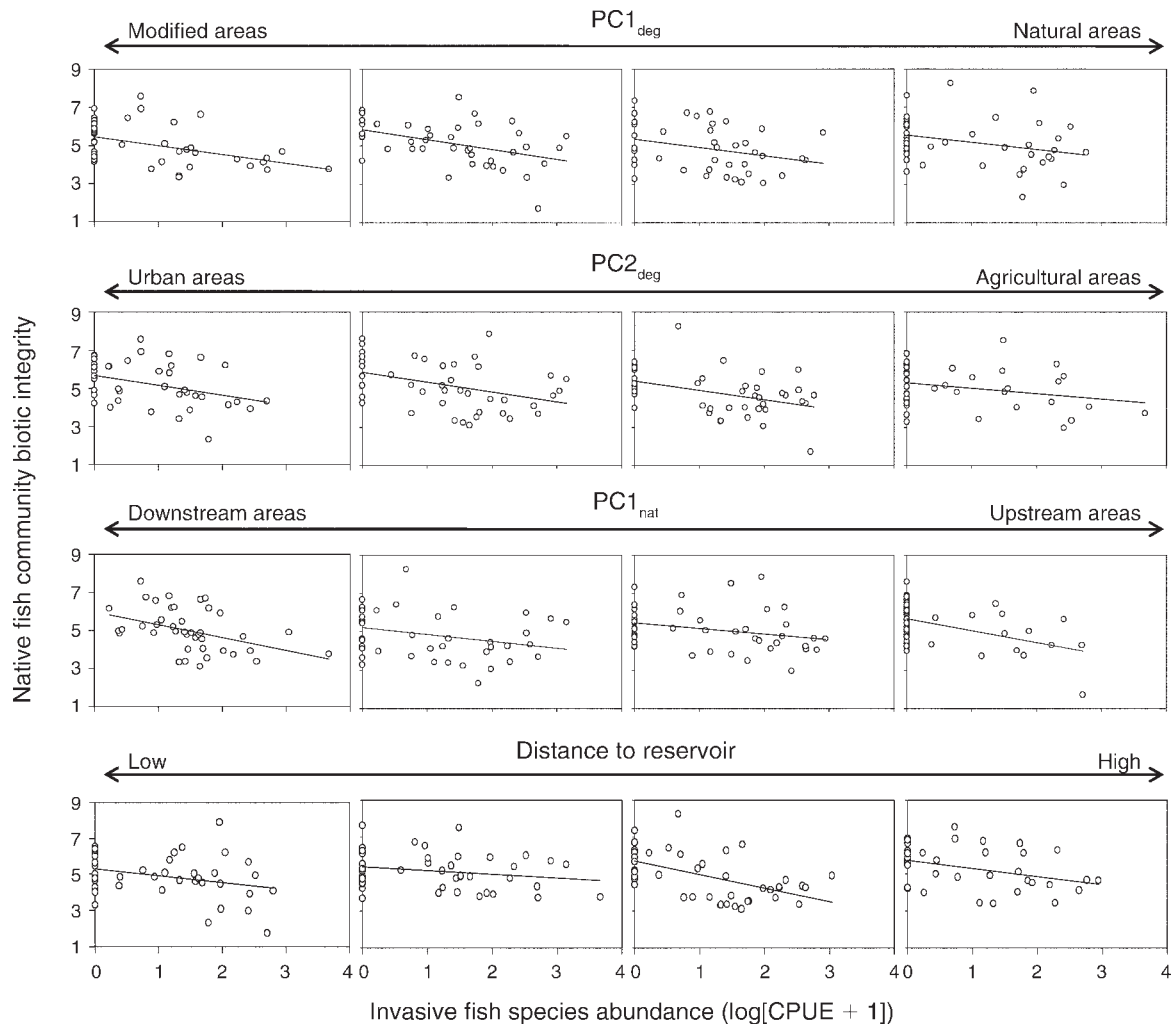 PC1deg
Modified areas Natural areas
9
7
5
3
1
PC2deg
Urban areas Agricultural areas
9
7
5
3
1
PC1nat
Downstream areas Upstream areas
9
7
5
3
1
Distance to reservoir
Low High
9
7
5
3
1
0 1 2 3 4 0 1 2 3 4 0 1 2 3 4 0 1 2 3 4
Native fish community biotic integrity
Invasive fish species abundance (log[CPUE + 1])